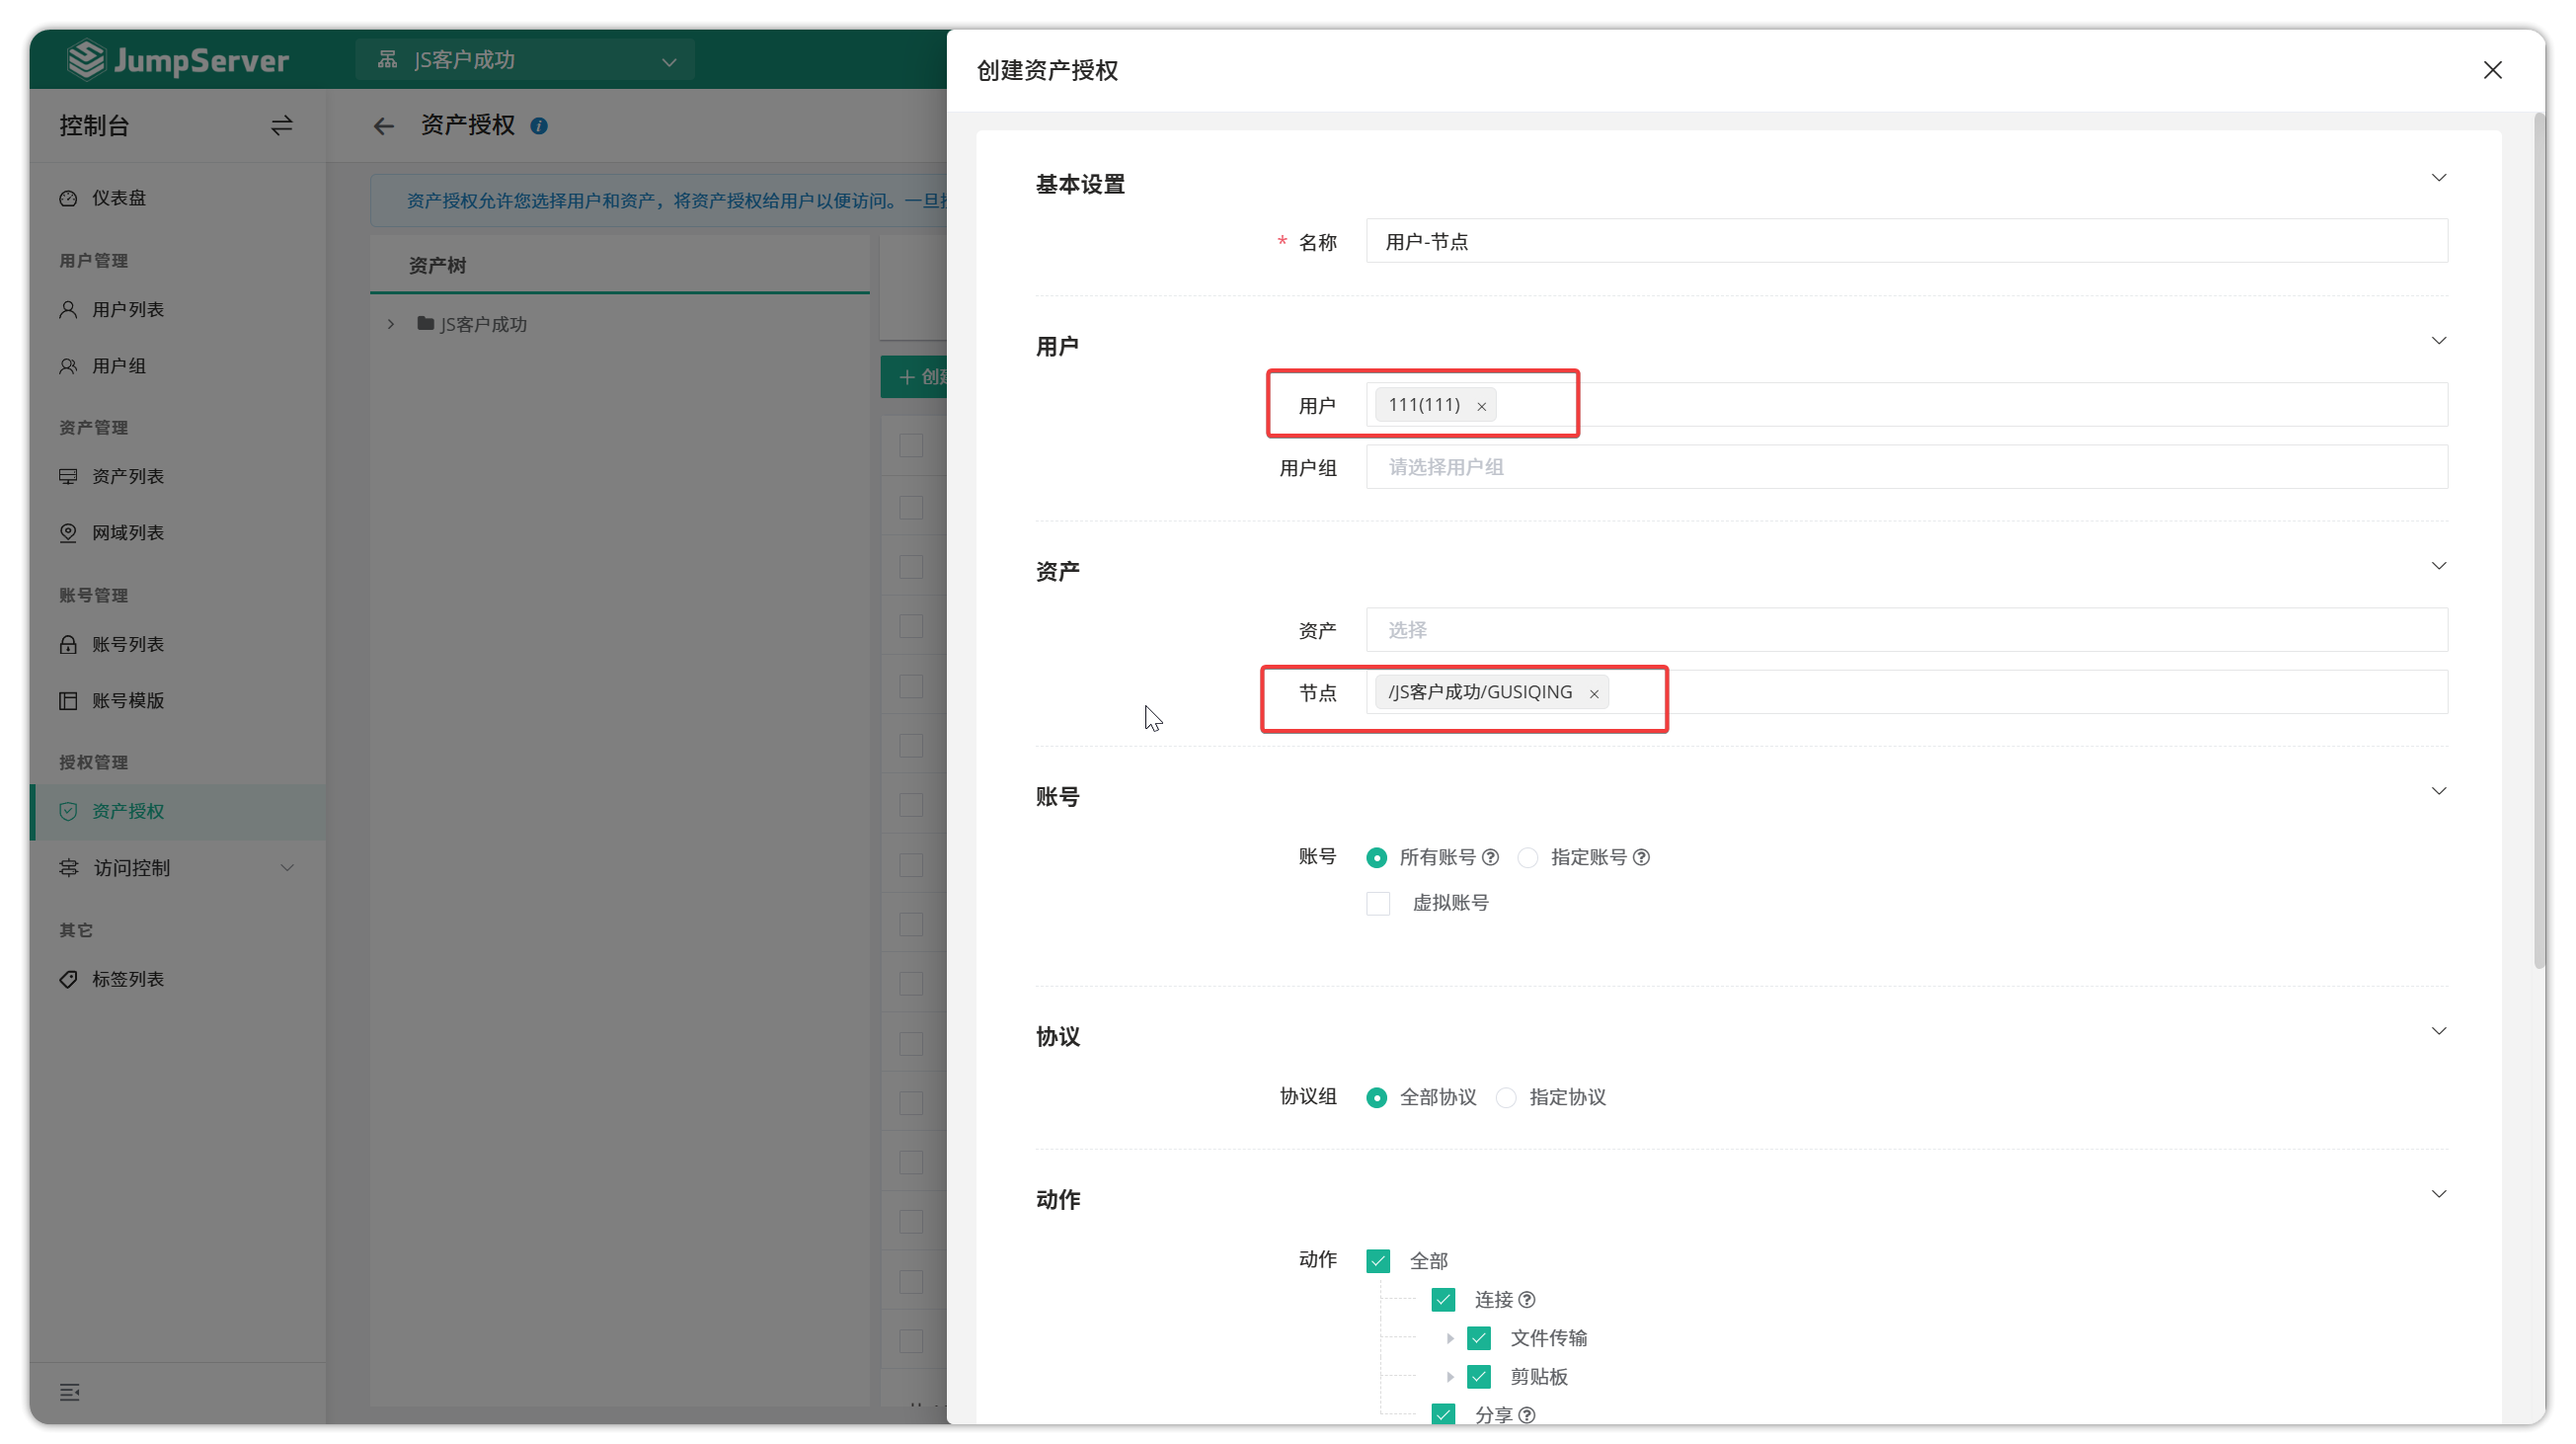 JumpServer
JS客户成功
控制台
仪表盘
用户管理
用户列表
用户组
资产管理
资产列表
网域列表
账号管理
账号列表
账号模版
授权管理
资产授权
访问控制
其它
标签列表
资产授权
资产授权允许您选择用户和资产，将资产授权给用户以便访问。一旦
资产树
JS客户成功
+ 创
创建资产授权
基本设置
* 名称 用户-节点
用户
用户 111(111) ×
用户组 请选择用户组
资产
资产 选择
节点 /JS客户成功/GUSIQING ×
账号
账号 所有账号 指定账号
虚拟账号
协议
协议组 全部协议 指定协议
动作
动作 全部
连接
文件传输
剪贴板
分享